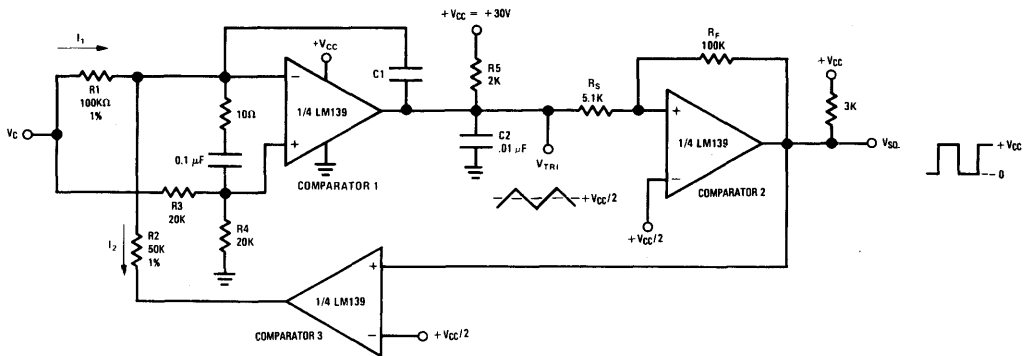 +VCC = +30V
I1
R1
100KΩ
1%
VC
10Ω
0.1 µF
R3
20K
R4
20K
I2
R2
50K
1%
+VCC
−
+
1/4 LM139
COMPARATOR 1
C1
R5
2K
C2
.01 µF
VTRI
+VCC/2
RS
5.1K
RF
100K
+
−
1/4 LM139
COMPARATOR 2
+VCC/2
+VCC
3K
VSQ.
+VCC
0
+
−
1/4 LM139
COMPARATOR 3
+VCC/2